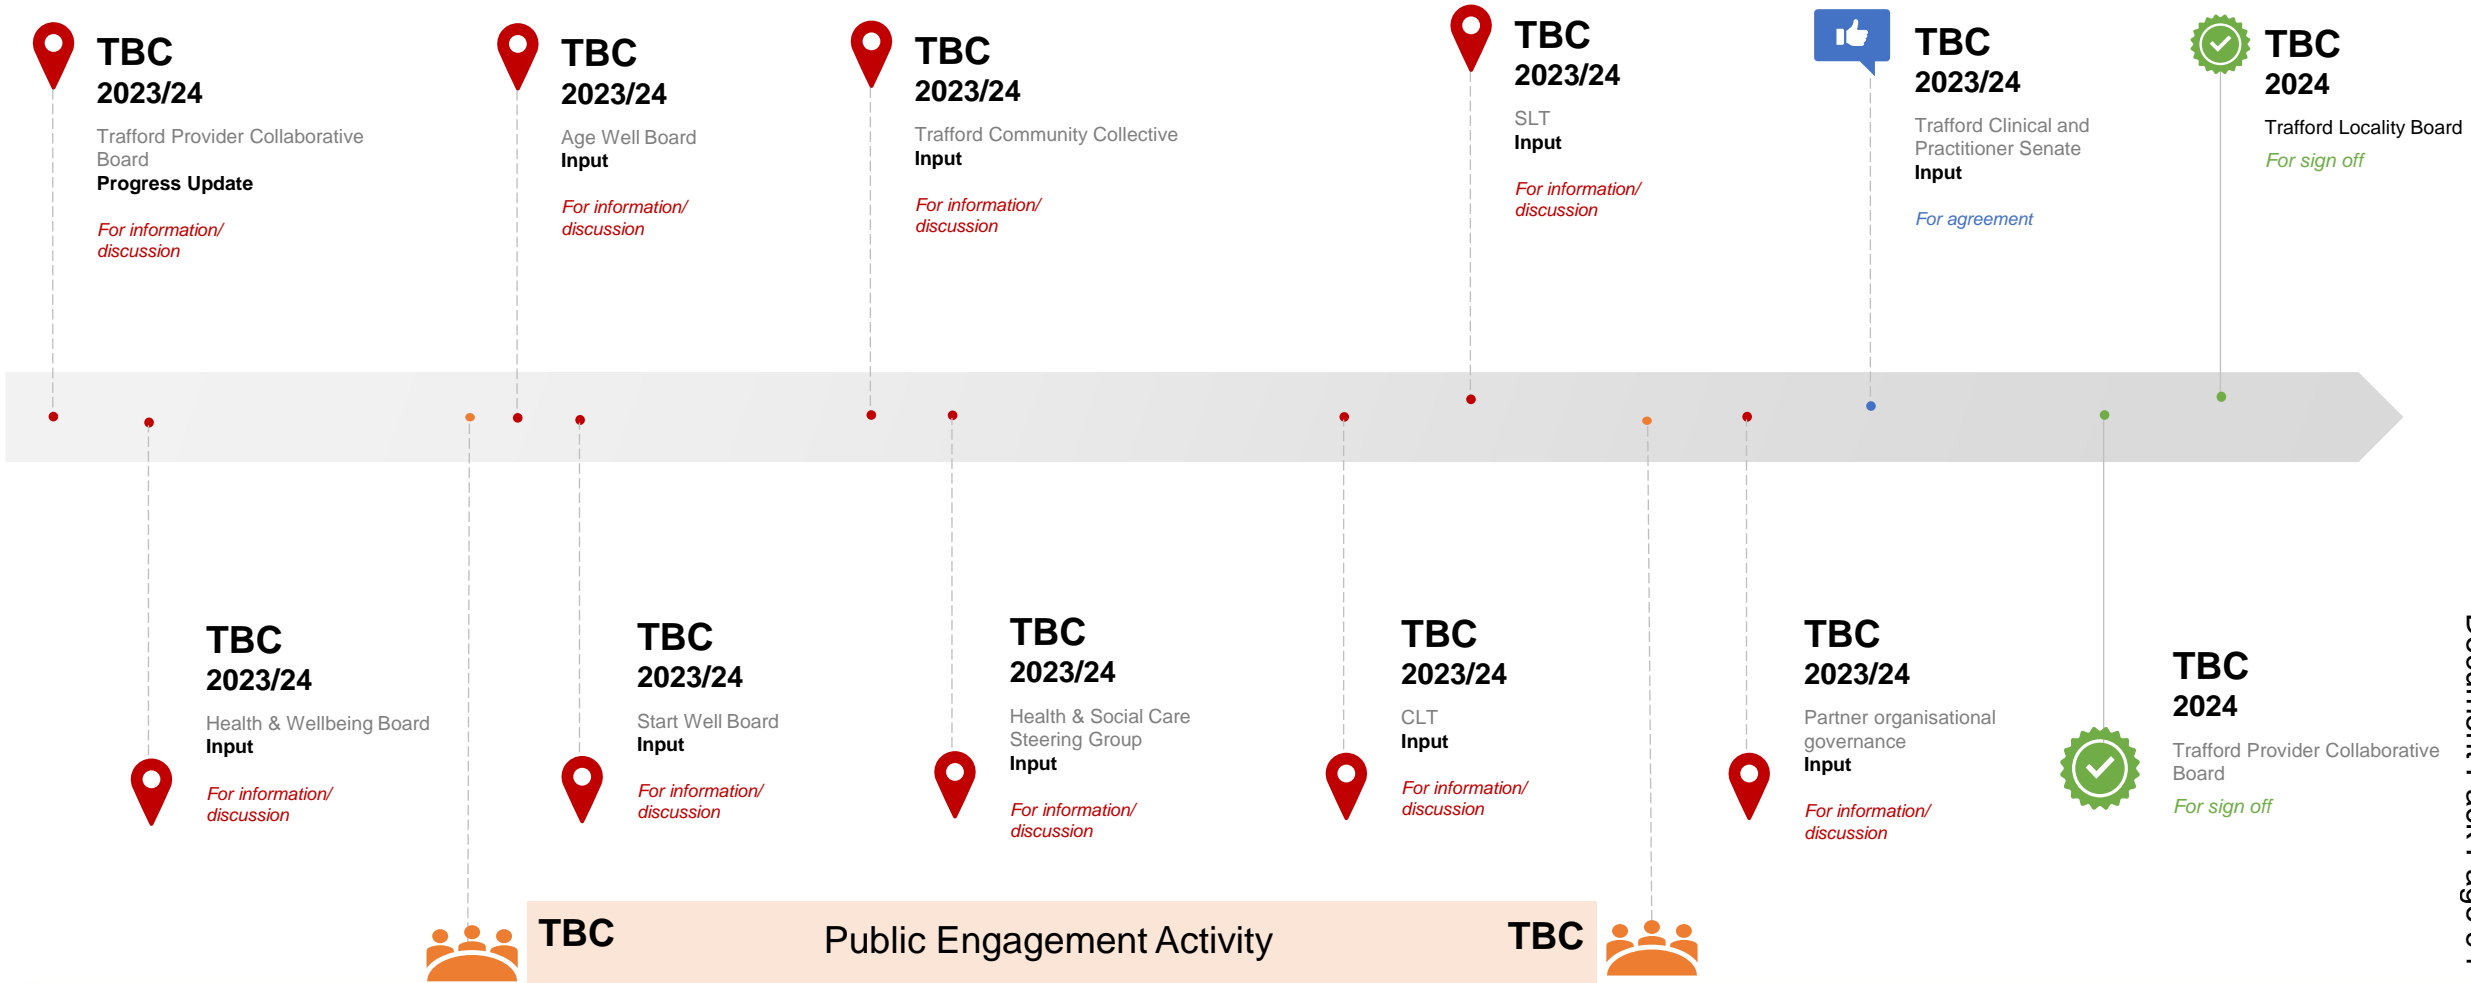 TBC
2023/24
Trafford Provider Collaborative
Board
Progress Update
For information/
discussion
TBC
2023/24
Age Well Board
Input
For information/
discussion
TBC
2023/24
Trafford Community Collective
Input
For information/
discussion
TBC
2023/24
SLT
Input
For information/
discussion
TBC
2023/24
Trafford Clinical and
Practitioner Senate
Input
For agreement
TBC
2024
Trafford Locality Board
For sign off
TBC
2023/24
Health & Wellbeing Board
Input
For information/
discussion
TBC
2023/24
Start Well Board
Input
For information/
discussion
TBC
2023/24
Health & Social Care
Steering Group
Input
For information/
discussion
TBC
2023/24
CLT
Input
For information/
discussion
TBC
2023/24
Partner organisational
governance
Input
For information/
discussion
TBC
2024
Trafford Provider Collaborative
Board
For sign off
TBC
Public Engagement Activity
TBC
Document Pack Page